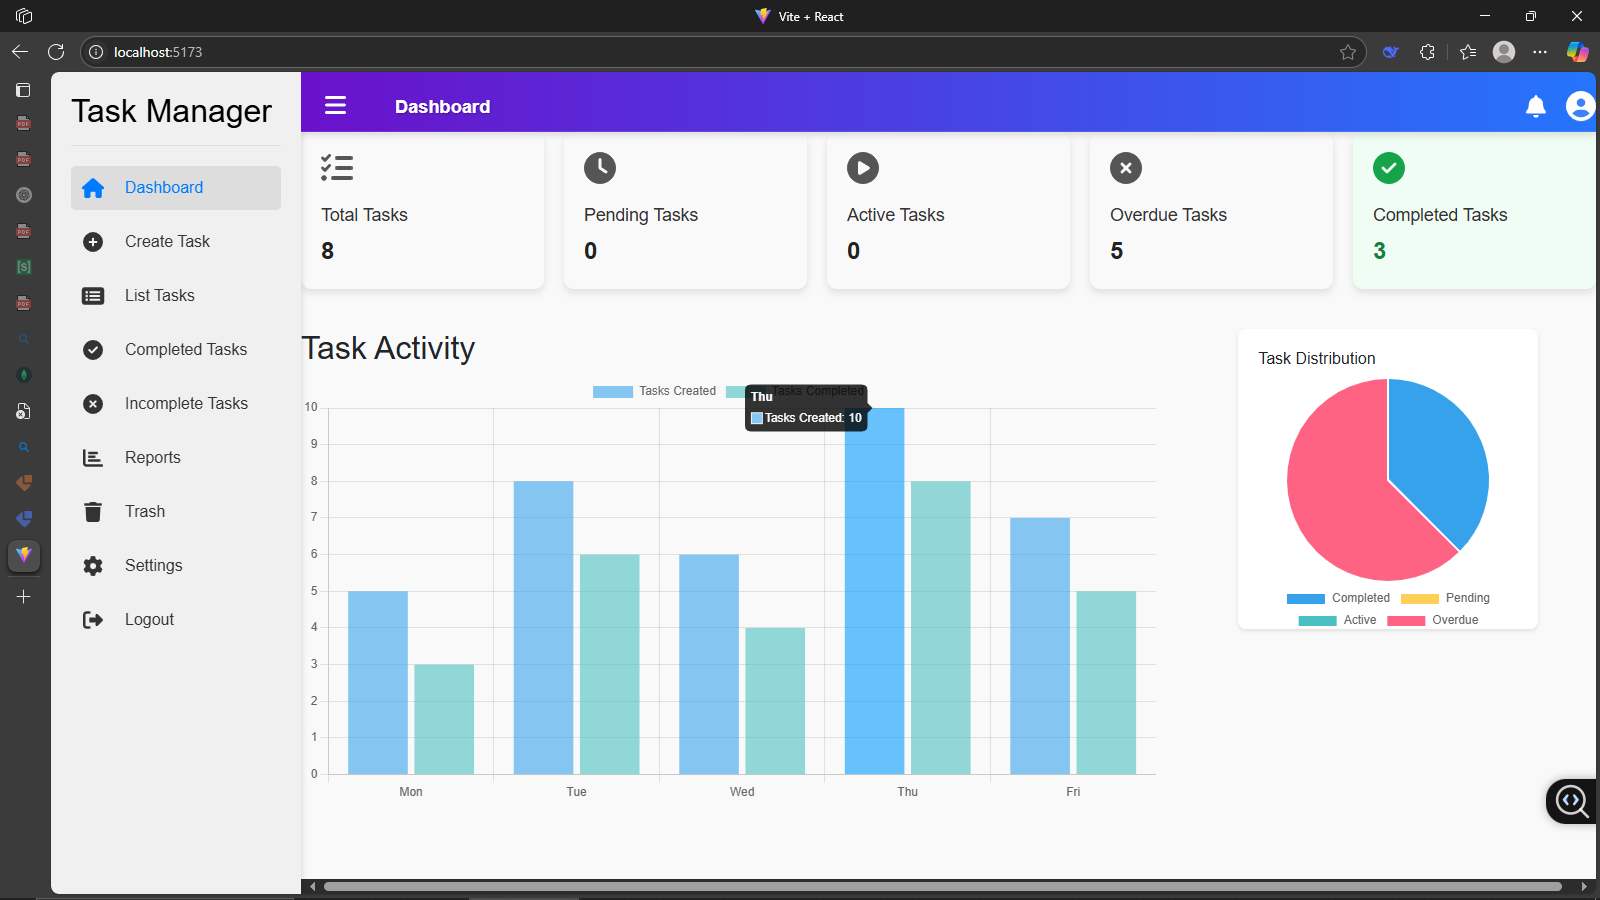 Vite + React
localhost:5173
Task Manager
Dashboard
Create Task
List Tasks
Completed Tasks
Incomplete Tasks
Reports
Trash
Settings
Logout
Dashboard
Total Tasks
8
Pending Tasks
0
Active Tasks
0
Overdue Tasks
5
Completed Tasks
3
Task Activity
Tasks Created Tasks Completed
Thu
Tasks Created: 10
10
9
8
7
6
5
4
3
2
1
0
Mon Tue Wed Thu Fri
Task Distribution
Completed Pending
Active Overdue